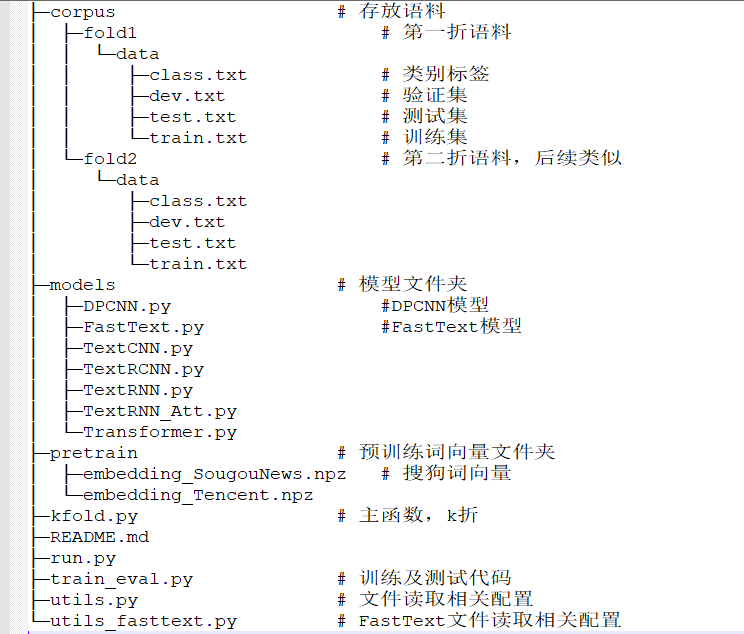 ├─corpus # 存放语料
│ ├─fold1 # 第一折语料
│ │ └─data
│ │ ├─class.txt # 类别标签
│ │ ├─dev.txt # 验证集
│ │ ├─test.txt # 测试集
│ │ └─train.txt # 训练集
│ └─fold2 # 第二折语料，后续类似
│ └─data
│ ├─class.txt
│ ├─dev.txt
│ ├─test.txt
│ └─train.txt
├─models # 模型文件夹
│ ├─DPCNN.py #DPCNN模型
│ ├─FastText.py #FastText模型
│ ├─TextCNN.py
│ ├─TextRCNN.py
│ ├─TextRNN.py
│ ├─TextRNN_Att.py
│ └─Transformer.py
├─pretrain # 预训练词向量文件夹
│ ├─embedding_SougouNews.npz # 搜狗词向量
│ └─embedding_Tencent.npz
├─kfold.py # 主函数，k折
├─README.md
├─run.py
├─train_eval.py # 训练及测试代码
├─utils.py # 文件读取相关配置
└─utils_fasttext.py # FastText文件读取相关配置